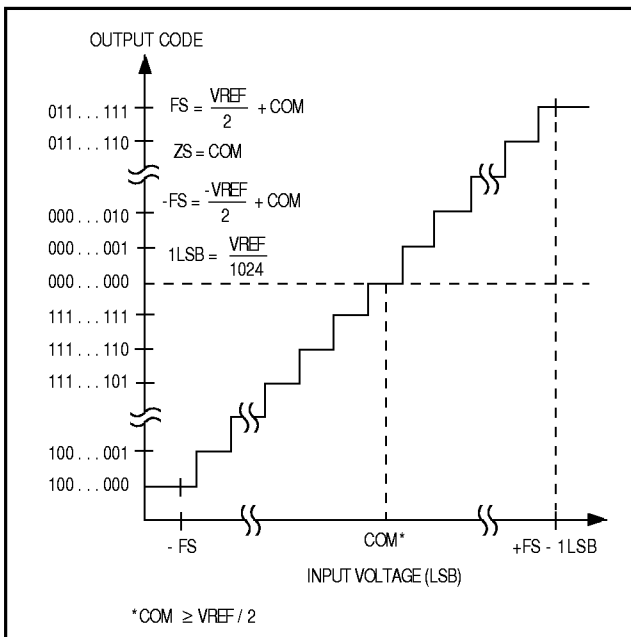 OUTPUT CODE
011 . . . 111
011 . . . 110
000 . . . 010
000 . . . 001
000 . . . 000
111 . . . 111
111 . . . 110
111 . . . 101
100 . . . 001
100 . . . 000
FS = VREF / 2 + COM
ZS = COM
-FS = -VREF / 2 + COM
1LSB = VREF / 1024
- FS
COM*
+FS - 1LSB
INPUT VOLTAGE (LSB)
*COM ≥ VREF / 2